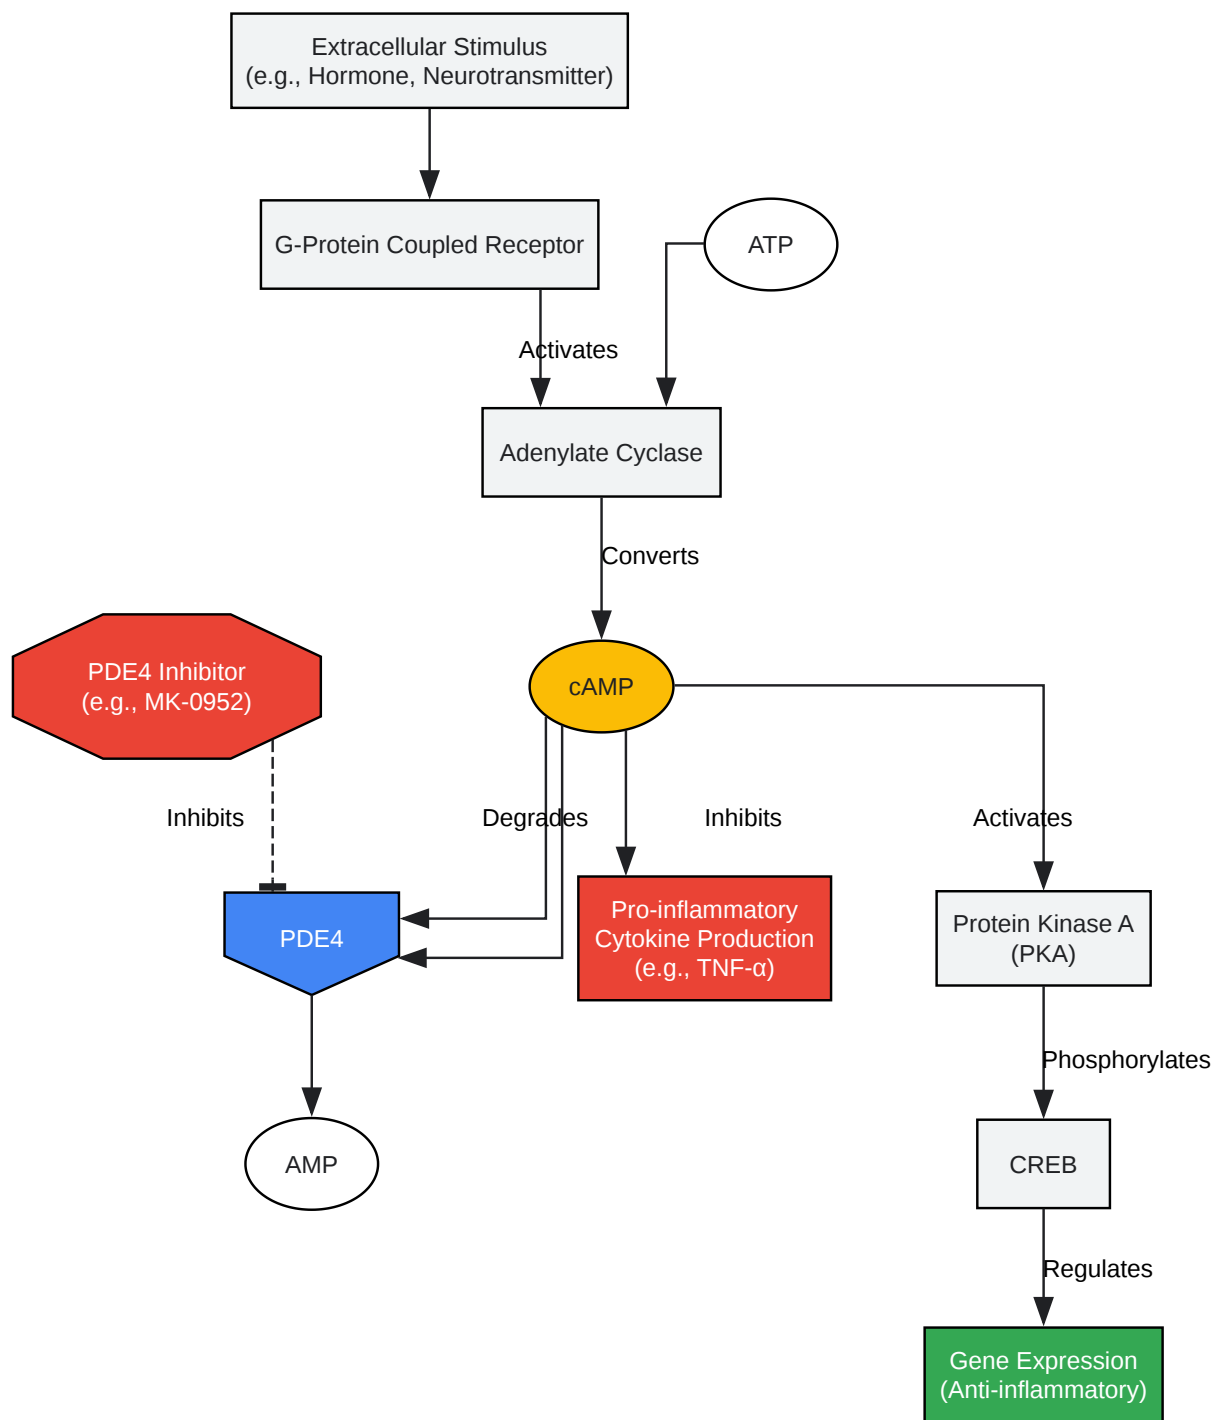 Extracellular Stimulus
(e.g., Hormone, Neurotransmitter)
G-Protein Coupled Receptor
ATP
Activates
Adenylate Cyclase
Converts
PDE4 Inhibitor
(e.g., MK-0952)
cAMP
Inhibits
Degrades
Inhibits
Activates
PDE4
Pro-inflammatory
Cytokine Production
(e.g., TNF-α)
Protein Kinase A
(PKA)
Phosphorylates
AMP
CREB
Regulates
Gene Expression
(Anti-inflammatory)